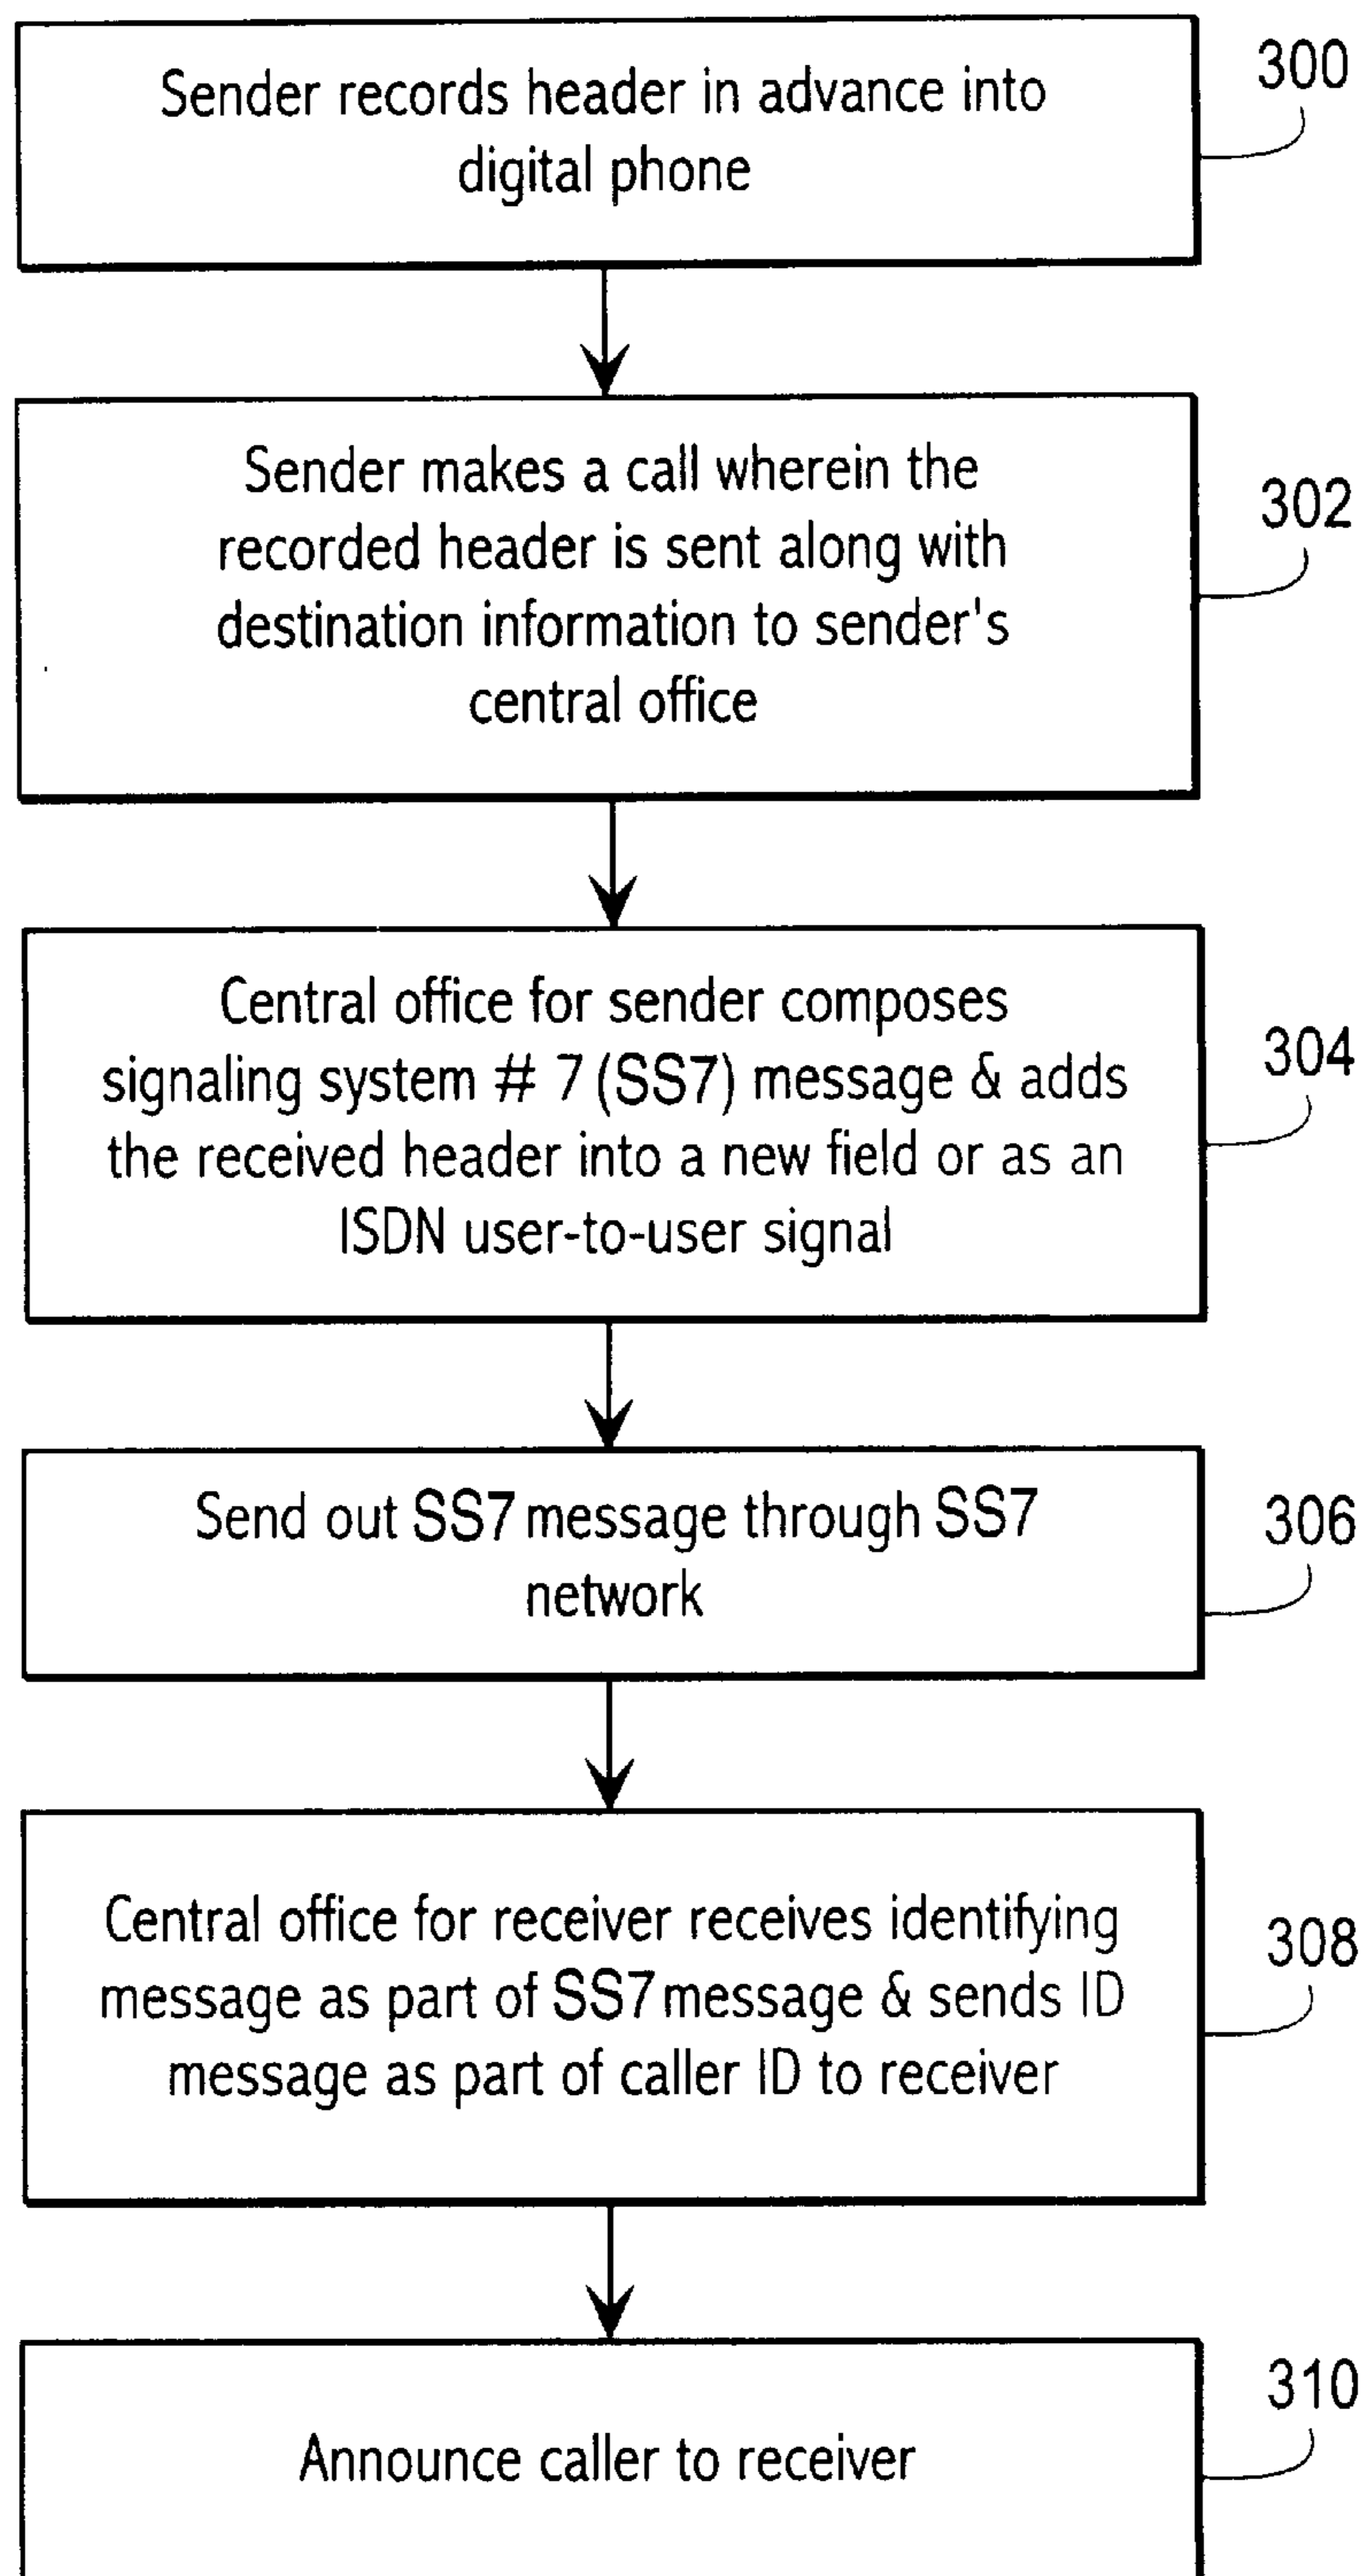 Sender records header in advance into
digital phone
300
Sender makes a call wherein the
recorded header is sent along with
destination information to sender's
central office
302
Central office for sender composes
signaling system # 7 (SS7) message & adds
the received header into a new field or as an
ISDN user-to-user signal
304
Send out SS7 message through SS7
network
306
Central office for receiver receives identifying
message as part of SS7 message & sends ID
message as part of caller ID to receiver
308
Announce caller to receiver
310